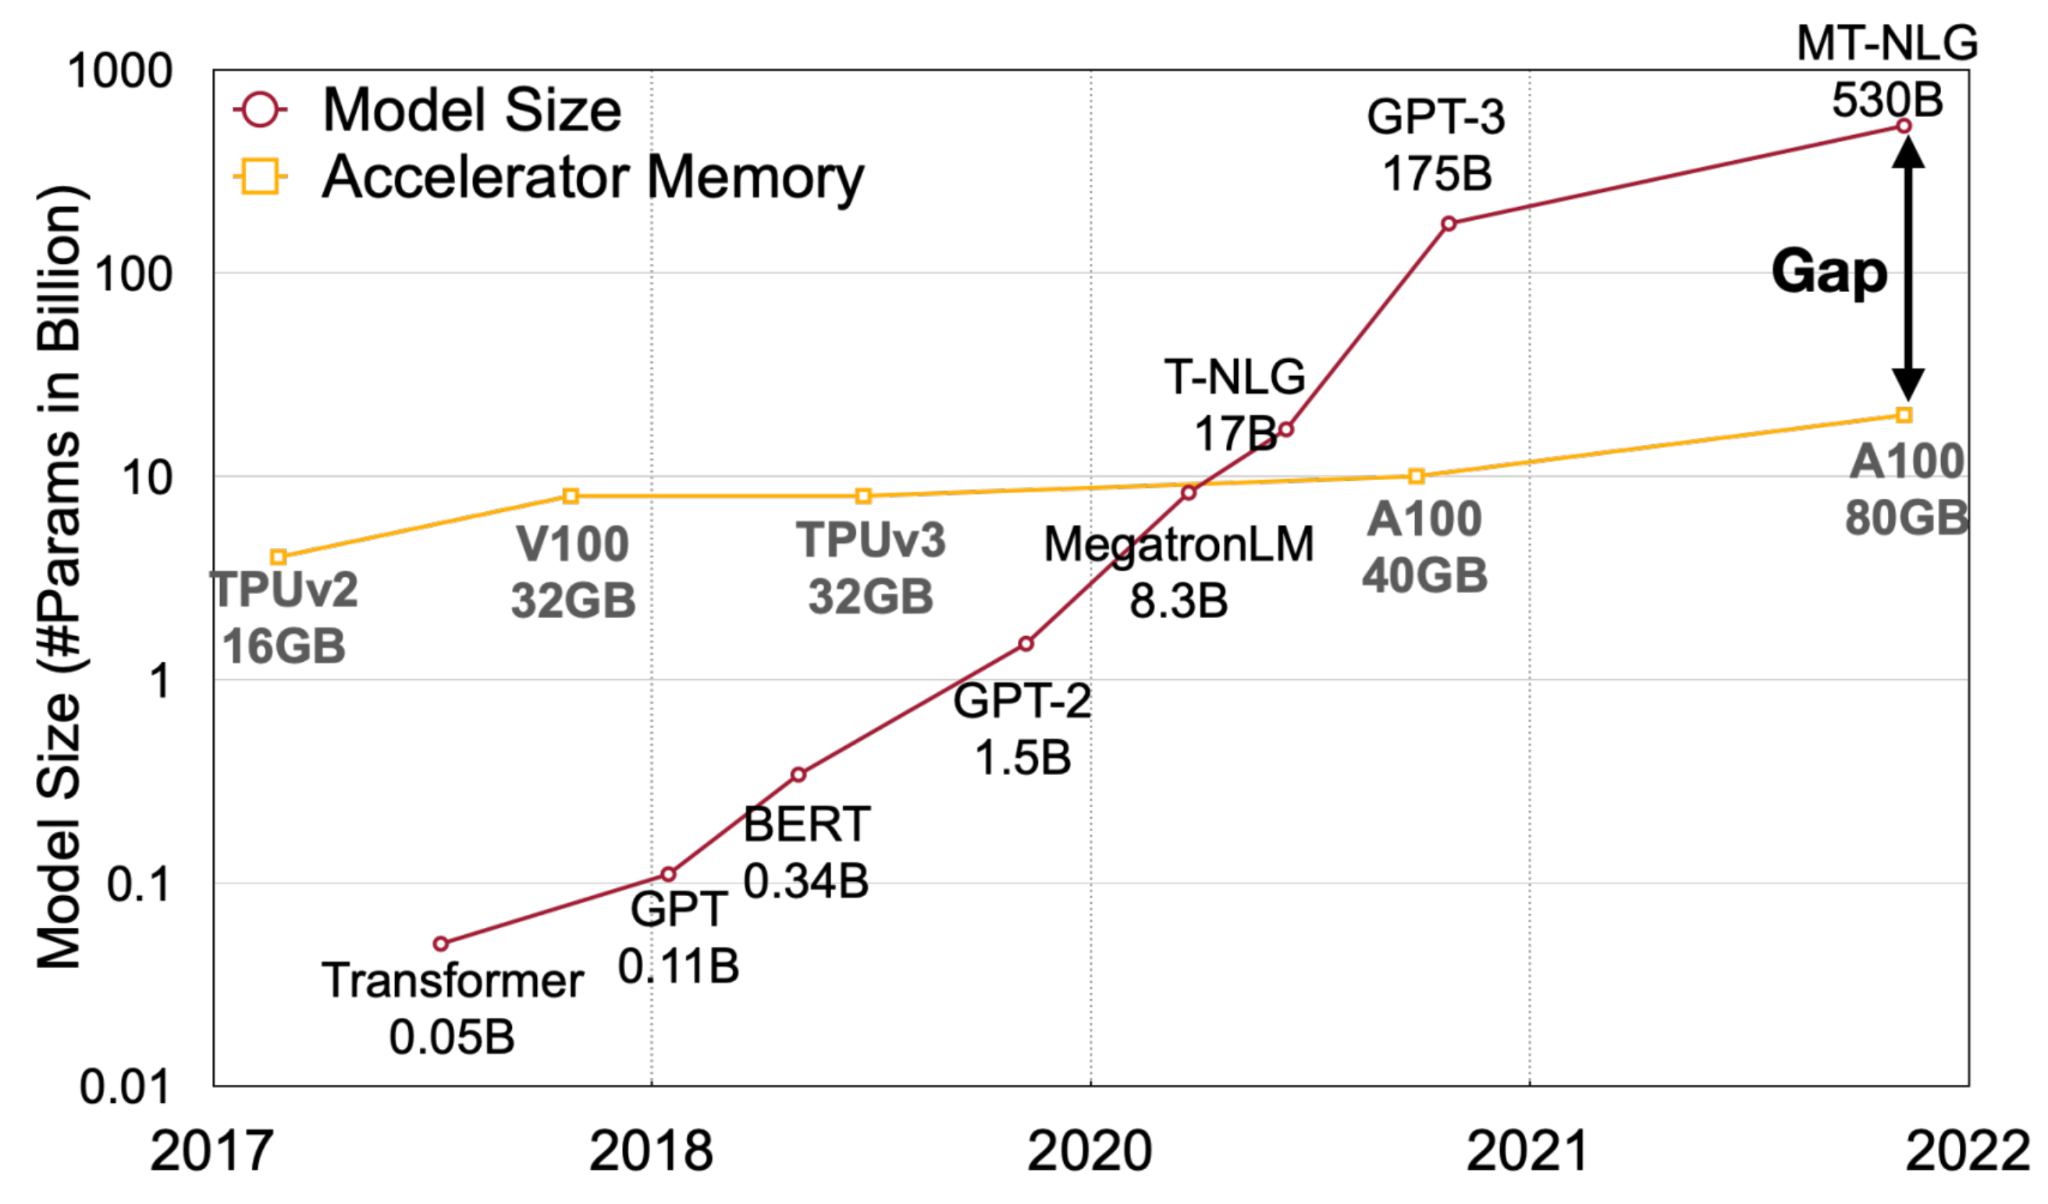 MT-NLG
530B
1000
Model Size
Accelerator Memory
GPT-3
175B
100
Gap
T-NLG
17B
10
A100
80GB
V100
32GB
TPUv3
32GB
MegatronLM
8.3B
A100
40GB
TPUv2
16GB
1
GPT-2
1.5B
BERT
0.34B
0.1
GPT
0.11B
Transformer
0.05B
0.01
Model Size (#Params in Billion)
2017
2018
2020
2021
2022